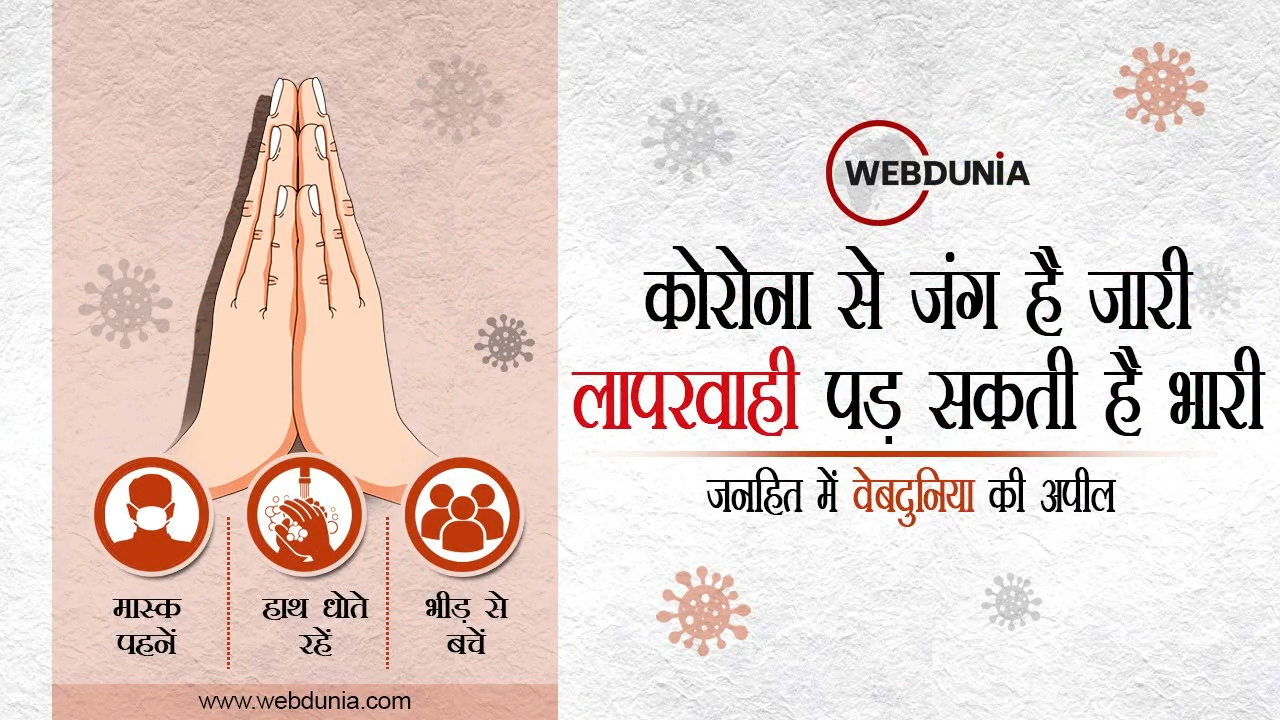 WEBDUNIA
कोरोना से जंग है जारी
लापरवाही पड़ सकती है भारी
जनहित में वेबदुनिया की अपील
मास्क
पहनें
हाथ धोते
रहें
भीड़ से
बचें
www.webdunia.com